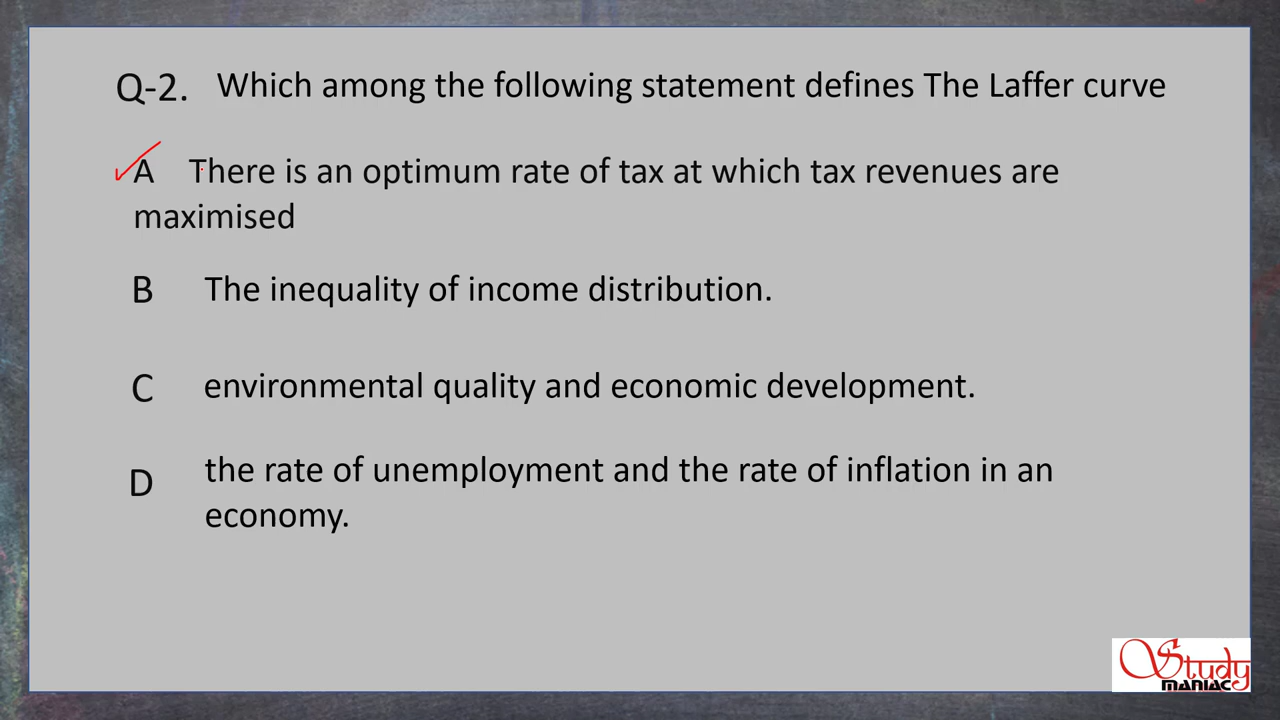 Q-2. Which among the following statement defines The Laffer curve
A There is an optimum rate of tax at which tax revenues are
maximised
B The inequality of income distribution.
C environmental quality and economic development.
D the rate of unemployment and the rate of inflation in an
economy.
Study
MANIAC